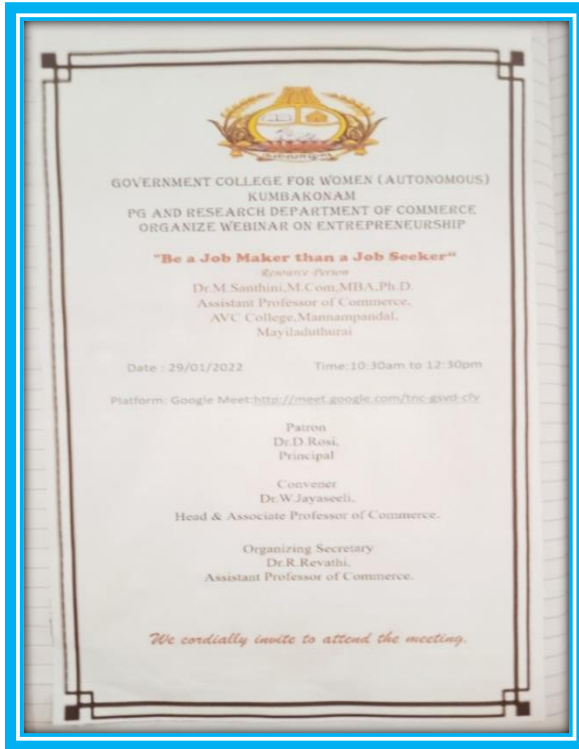 GOVERNMENT COLLEGE FOR WOMEN (AUTONOMOUS)
KUMBAKONAM
PG AND RESEARCH DEPARTMENT OF COMMERCE
ORGANIZE WEBINAR ON ENTREPRENEURSHIP
"Be a Job Maker than a Job Seeker"
Resource Person
Dr.M.Santhini,M.Com,MBA,Ph.D.
Assistant Professor of Commerce,
AVC College,Mannampandal,
Mayiladuthurai
Date : 29/01/2022 Time:10:30am to 12:30pm
Platform: Google Meet:http://meet.google.com/tnc-gsvd-cfv
Patron
Dr.D.Rosi,
Principal
Convener
Dr.W.Jayaseeli,
Head & Associate Professor of Commerce.
Organizing Secretary
Dr.R.Revathi,
Assistant Professor of Commerce.
We cordially invite to attend the meeting.